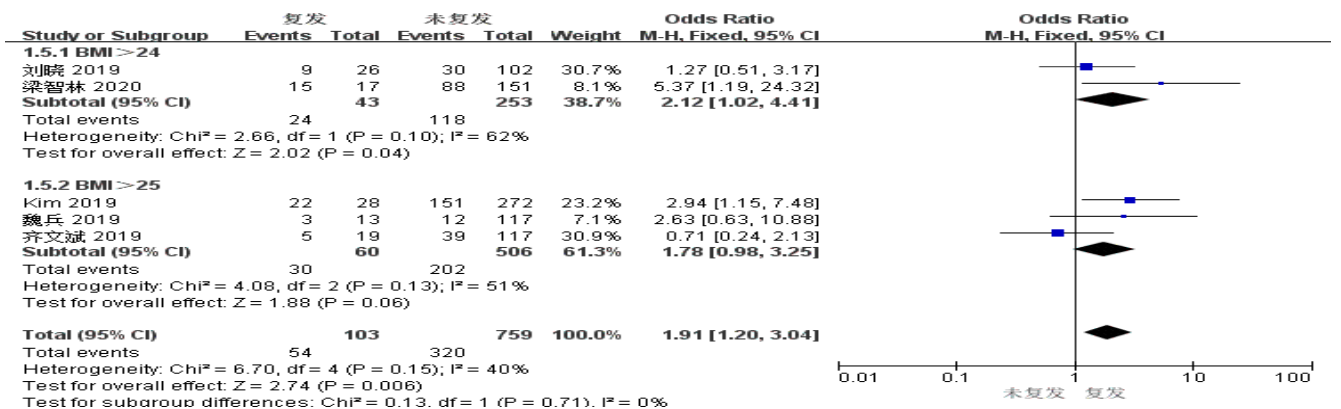 复发 未复发 Odds Ratio Odds Ratio
Study or Subgroup Events Total Events Total Weight M-H, Fixed, 95% CI M-H, Fixed, 95% CI
1.5.1 BMI＞24
刘晓 2019 9 26 30 102 30.7% 1.27 [0.51, 3.17]
梁智林 2020 15 17 88 151 8.1% 5.37 [1.19, 24.32]
Subtotal (95% CI) 43 253 38.7% 2.12 [1.02, 4.41]
Total events 24 118
Heterogeneity: Chi² = 2.66, df = 1 (P = 0.10); I² = 62%
Test for overall effect: Z = 2.02 (P = 0.04)
1.5.2 BMI＞25
Kim 2019 22 28 151 272 23.2% 2.94 [1.15, 7.48]
魏兵 2019 3 13 12 117 7.1% 2.63 [0.63, 10.88]
齐文斌 2019 5 19 39 117 30.9% 0.71 [0.24, 2.13]
Subtotal (95% CI) 60 506 61.3% 1.78 [0.98, 3.25]
Total events 30 202
Heterogeneity: Chi² = 4.08, df = 2 (P = 0.13); I² = 51%
Test for overall effect: Z = 1.88 (P = 0.06)
Total (95% CI) 103 759 100.0% 1.91 [1.20, 3.04]
Total events 54 320
Heterogeneity: Chi² = 6.70, df = 4 (P = 0.15); I² = 40%
Test for overall effect: Z = 2.74 (P = 0.006)
Test for subgroup differences: Chi² = 0.13, df = 1 (P = 0.71), I² = 0%
0.01 0.1 1 10 100
未复发 复发